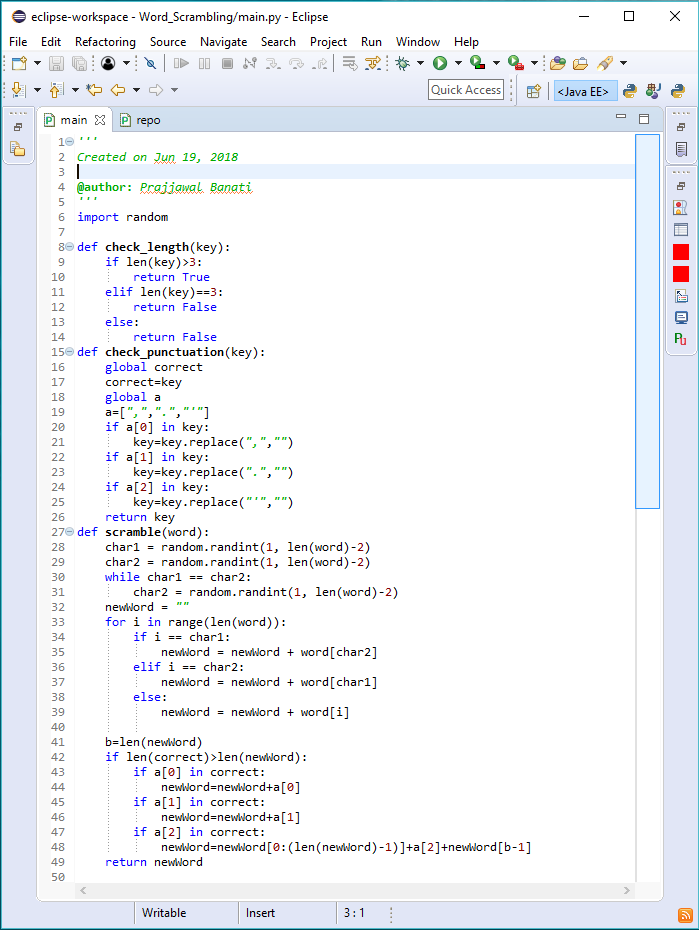 eclipse-workspace - Word_Scrambling/main.py - Eclipse
File Edit Refactoring Source Navigate Search Project Run Window Help
Quick Access <Java EE>
main repo
1 '''
2 Created on Jun 19, 2018
3
4 @author: Prajjawal Banati
5 '''
6 import random
7
8 def check_length(key):
9     if len(key)>3:
10         return True
11     elif len(key)==3:
12         return False
13     else:
14         return False
15 def check_punctuation(key):
16     global correct
17     correct=key
18     global a
19     a=[",",".","'"]
20     if a[0] in key:
21         key=key.replace(",","")
22     if a[1] in key:
23         key=key.replace(".","")
24     if a[2] in key:
25         key=key.replace("'","")
26     return key
27 def scramble(word):
28     char1 = random.randint(1, len(word)-2)
29     char2 = random.randint(1, len(word)-2)
30     while char1 == char2:
31         char2 = random.randint(1, len(word)-2)
32     newWord = ""
33     for i in range(len(word)):
34         if i == char1:
35             newWord = newWord + word[char2]
36         elif i == char2:
37             newWord = newWord + word[char1]
38         else:
39             newWord = newWord + word[i]
40
41     b=len(newWord)
42     if len(correct)>len(newWord):
43         if a[0] in correct:
44             newWord=newWord+a[0]
45         if a[1] in correct:
46             newWord=newWord+a[1]
47         if a[2] in correct:
48             newWord=newWord[0:(len(newWord)-1)]+a[2]+newWord[b-1]
49     return newWord
50
Writable Insert 3 : 1